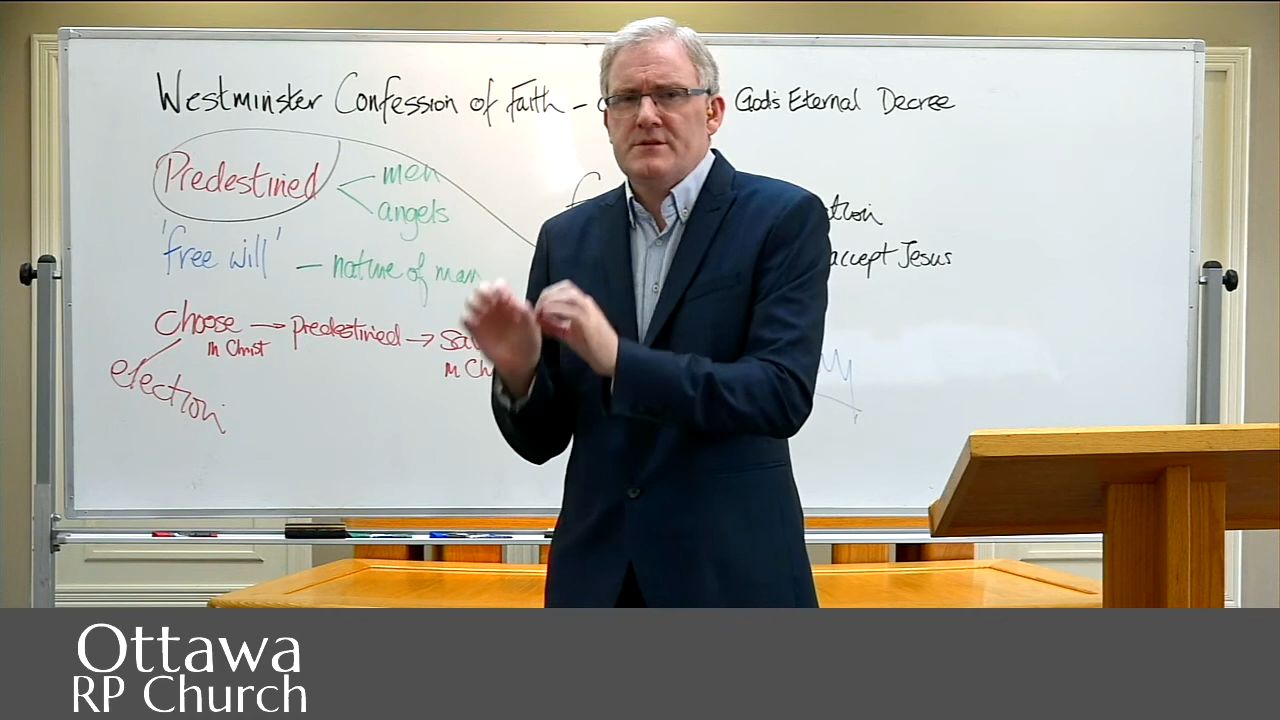 Westminster Confession of Faith - God's Eternal Decree
Predestined
men
angels
'free will' - nature of man
accept Jesus
choose → predestined →
in Christ
election
Ottawa
RP Church